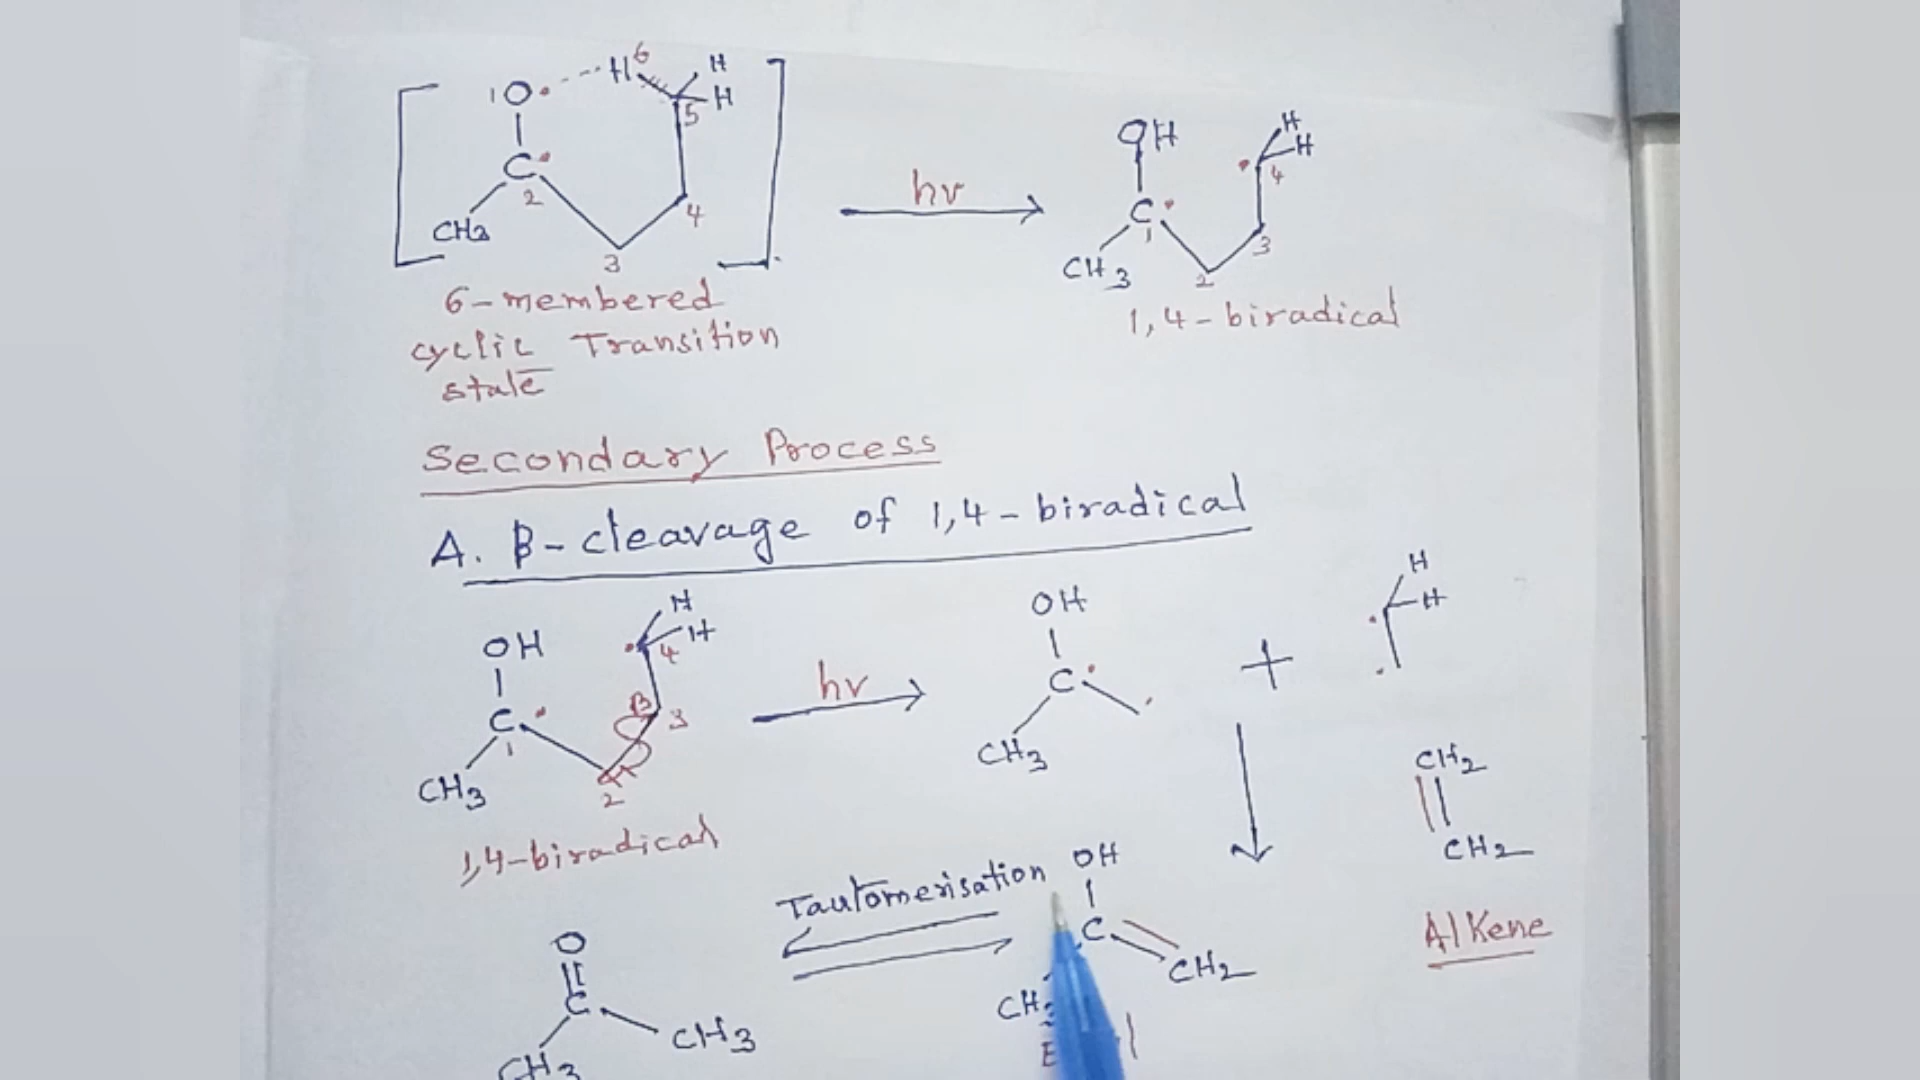 1 O · --- H 6 H
H
5
C ·
2
4
CH3
3
6-membered
cyclic Transition
state
hv
OH
H
H
4
C ·
1
3
CH3
2
1,4-biradical
Secondary Process
A. β-cleavage of 1,4-biradical
OH
H
H
4
C ·
1
β
3
α
2
CH3
1,4-biradical
hv
OH
C ·
CH3
+
H
H
CH2
CH2
Alkene
Tautomerisation
OH
C
CH2
CH3
O
C
CH3
CH3